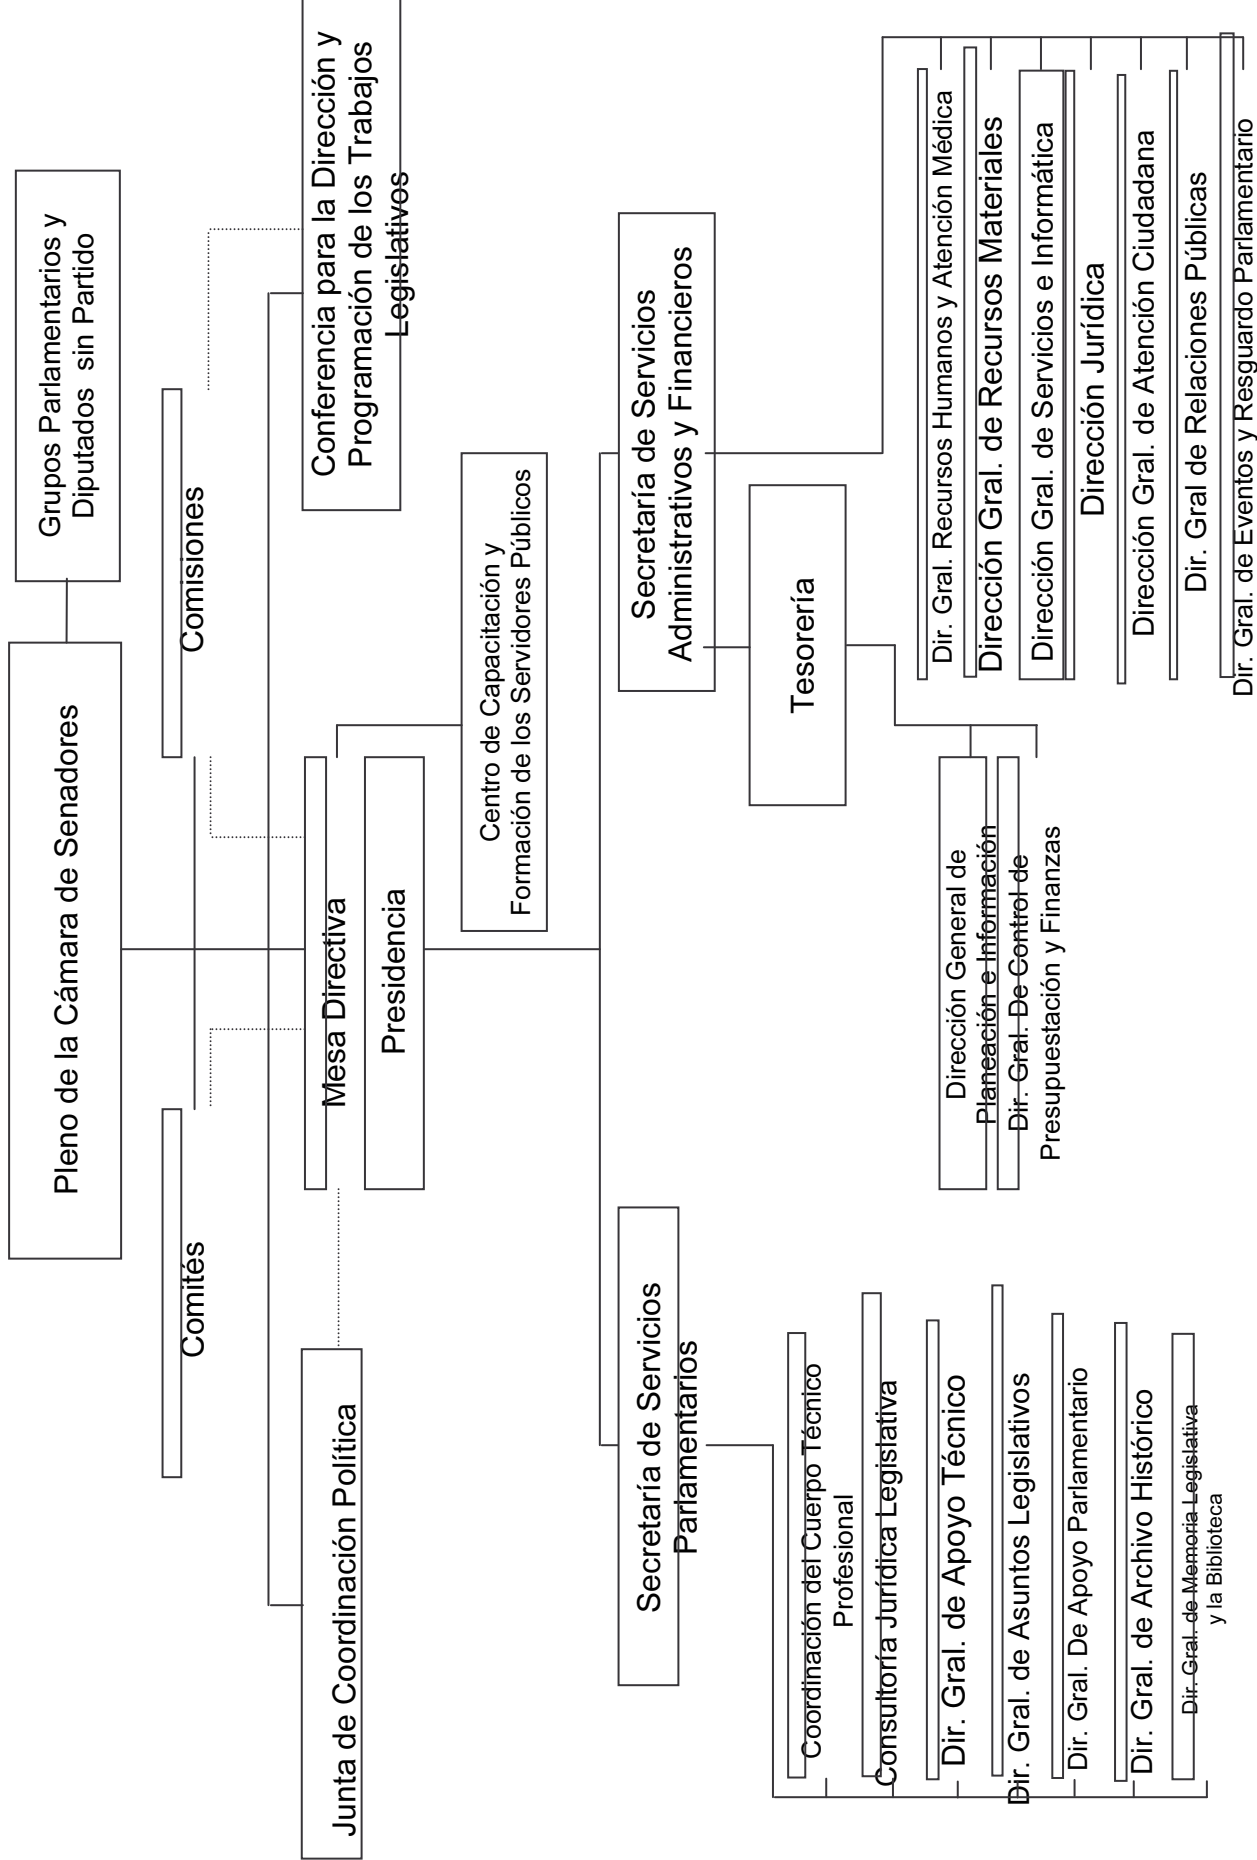 Pleno de la Cámara de Senadores
Grupos Parlamentarios y
Diputados sin Partido
Comités
Comisiones
Junta de Coordinación Política
Mesa Directiva
Presidencia
Conferencia para la Dirección y
Programación de los Trabajos
Legislativos
Centro de Capacitación y
Formación de los Servidores Públicos
Secretaría de Servicios
Parlamentarios
Secretaría de Servicios
Administrativos y Financieros
Tesorería
Coordinación del Cuerpo Técnico
Profesional
Consultoría Jurídica Legislativa
Dir. Gral. de Apoyo Técnico
Dir. Gral. de Asuntos Legislativos
Dir. Gral. De Apoyo Parlamentario
Dir. Gral. de Archivo Histórico
Dir. Gral. de Memoria Legislativa
y la Biblioteca
Dirección General de
Planeación e Información
Dir. Gral. De Control de
Presupuestación y Finanzas
Dir. Gral. Recursos Humanos y Atención Médica
Dirección Gral. de Recursos Materiales
Dirección Gral. de Servicios e Informática
Dirección Jurídica
Dirección Gral. de Atención Ciudadana
Dir. Gral de Relaciones Públicas
Dir. Gral. de Eventos y Resguardo Parlamentario